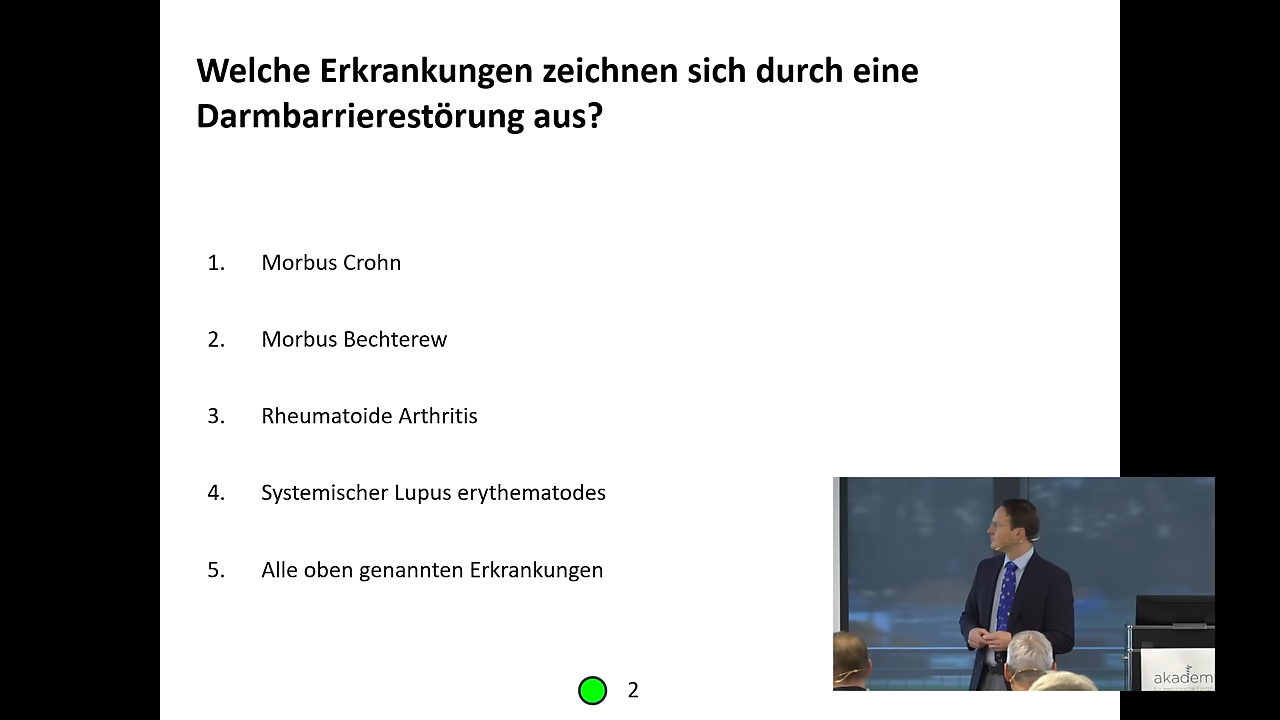 Welche Erkrankungen zeichnen sich durch eine
Darmbarrierestörung aus?
1. Morbus Crohn
2. Morbus Bechterew
3. Rheumatoide Arthritis
4. Systemischer Lupus erythematodes
5. Alle oben genannten Erkrankungen
2
akadem